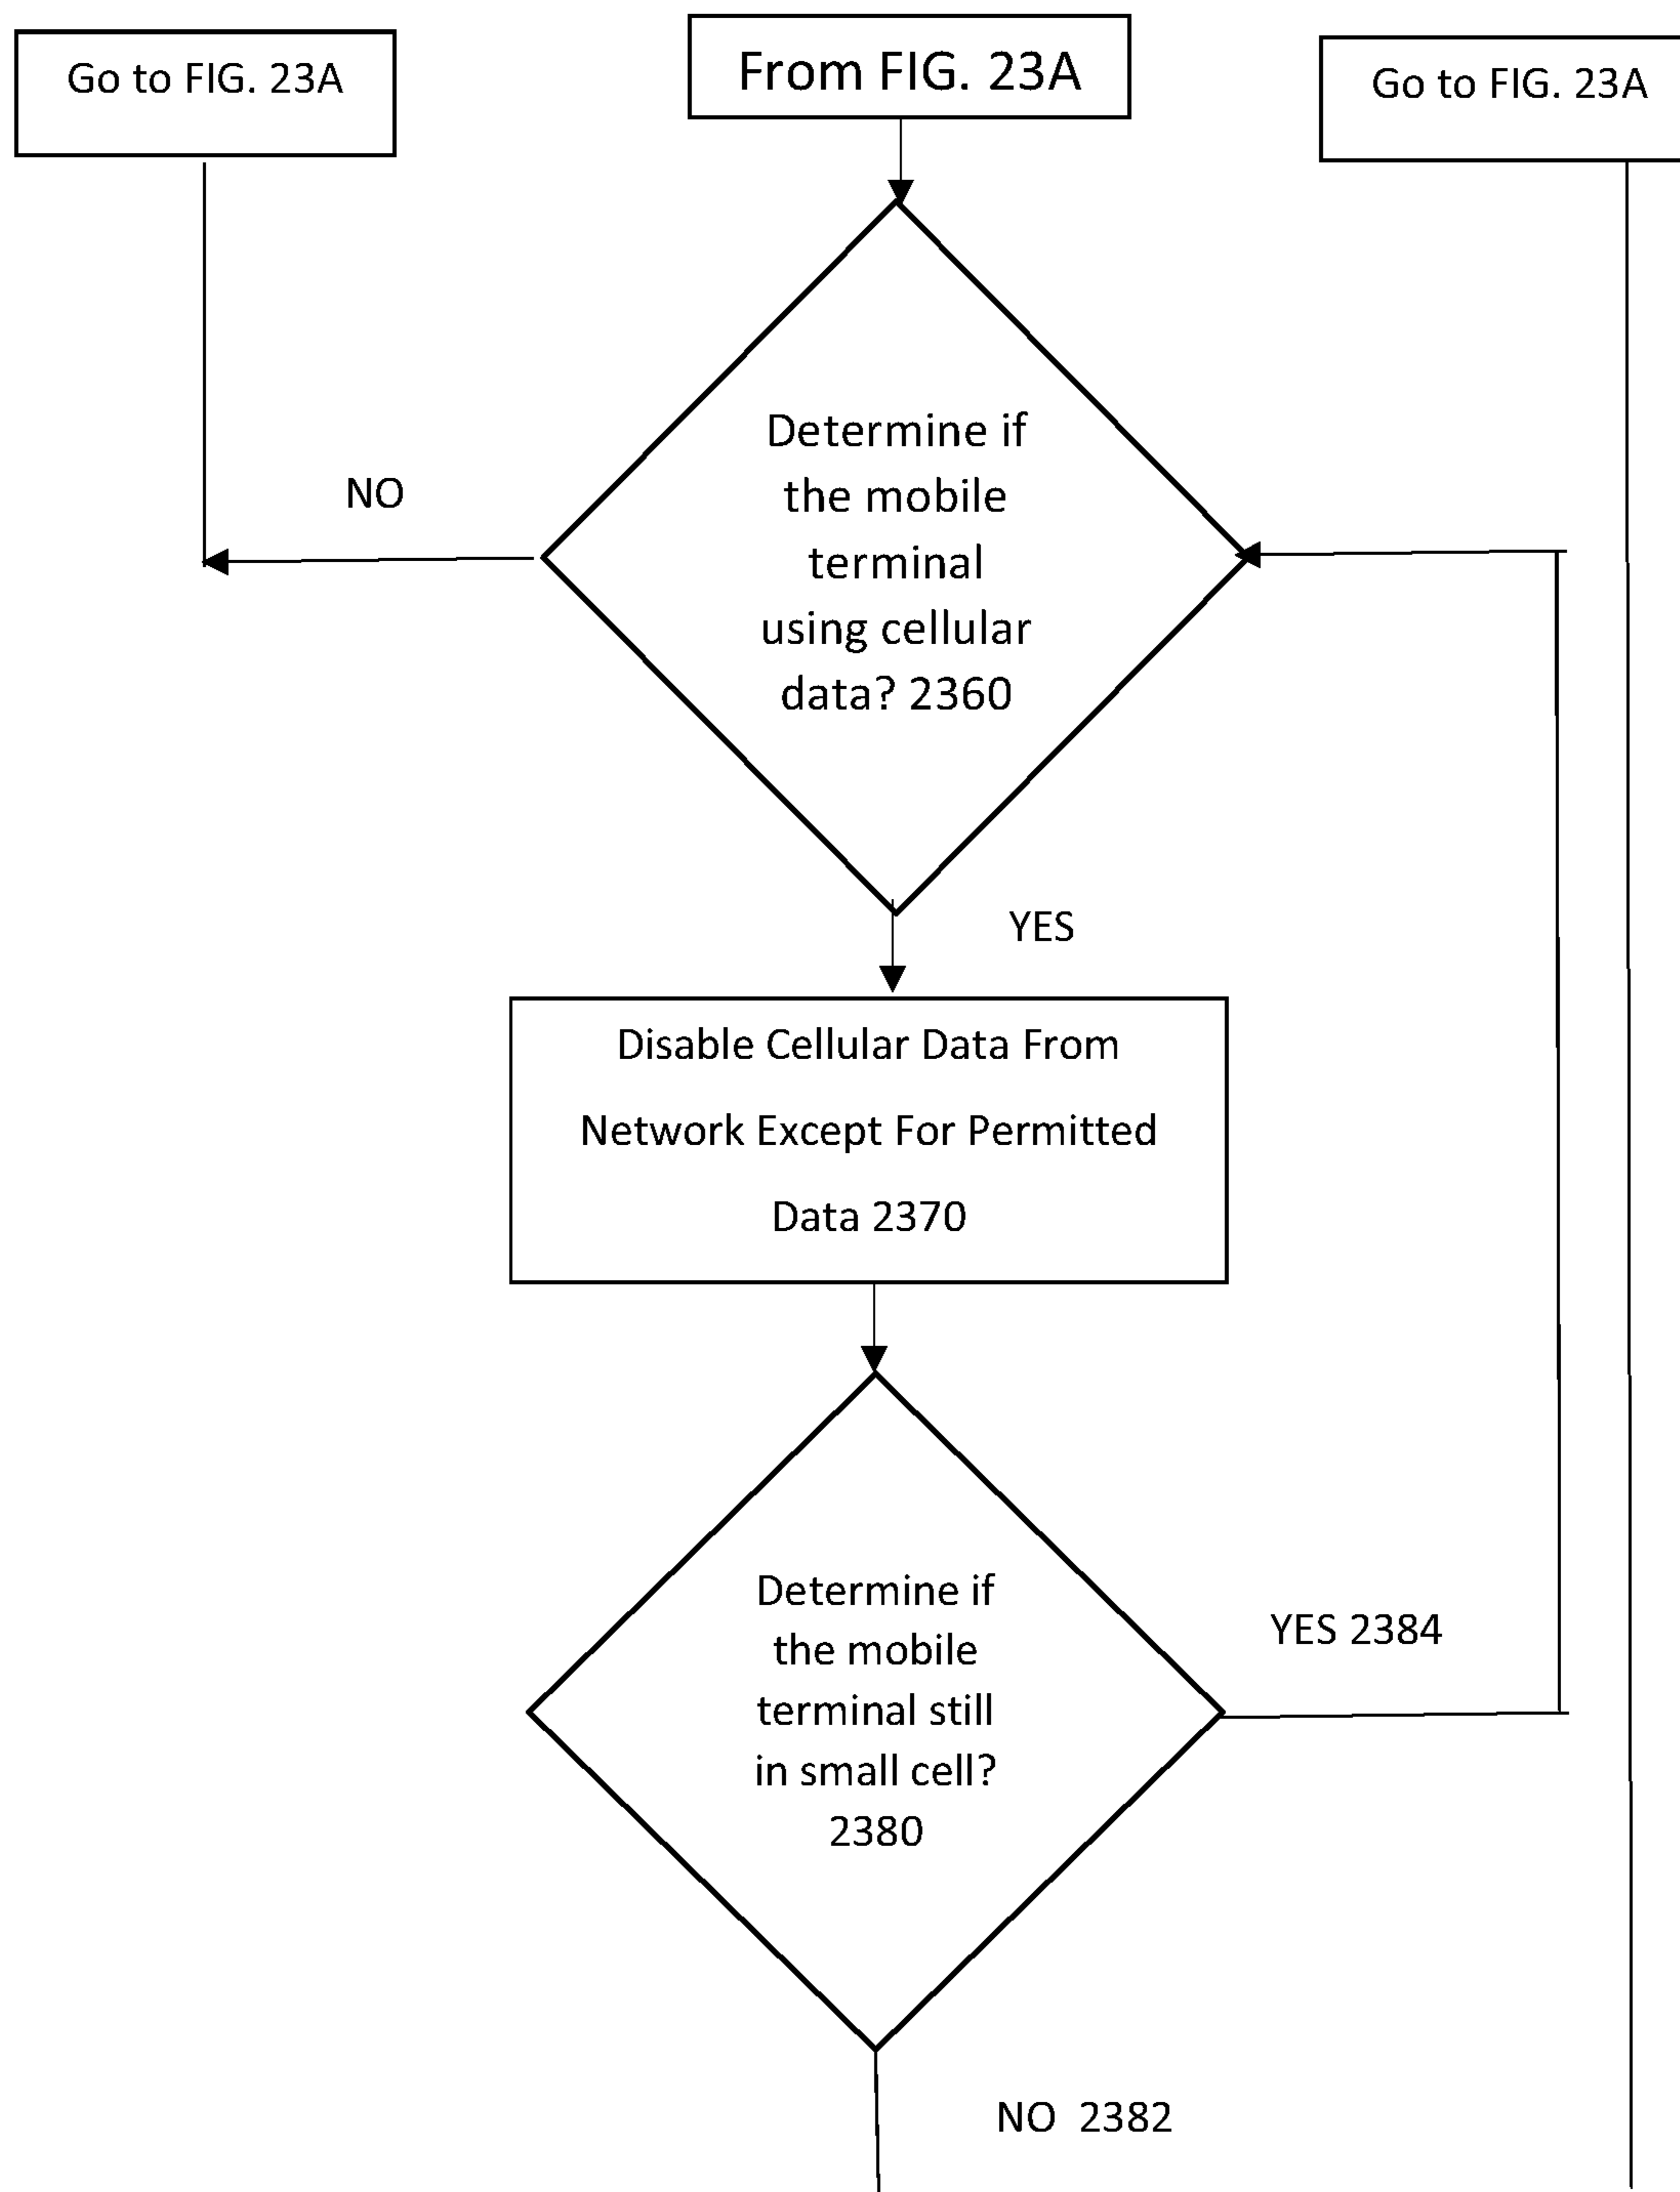 Go to FIG. 23A
From FIG. 23A
Go to FIG. 23A
Determine if
the mobile
terminal
using cellular
data? 2360
NO
YES
Disable Cellular Data From
Network Except For Permitted
Data 2370
Determine if
the mobile
terminal still
in small cell?
2380
YES 2384
NO 2382